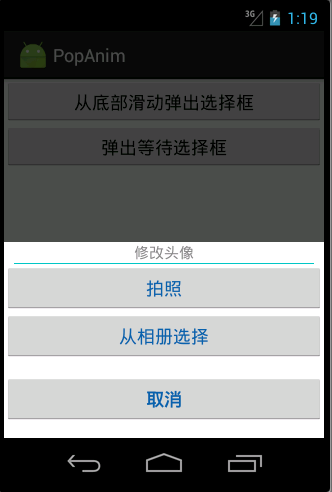 3G 1:19
PopAnim
从底部滑动弹出选择框
弹出等待选择框
修改头像
拍照
从相册选择
取消